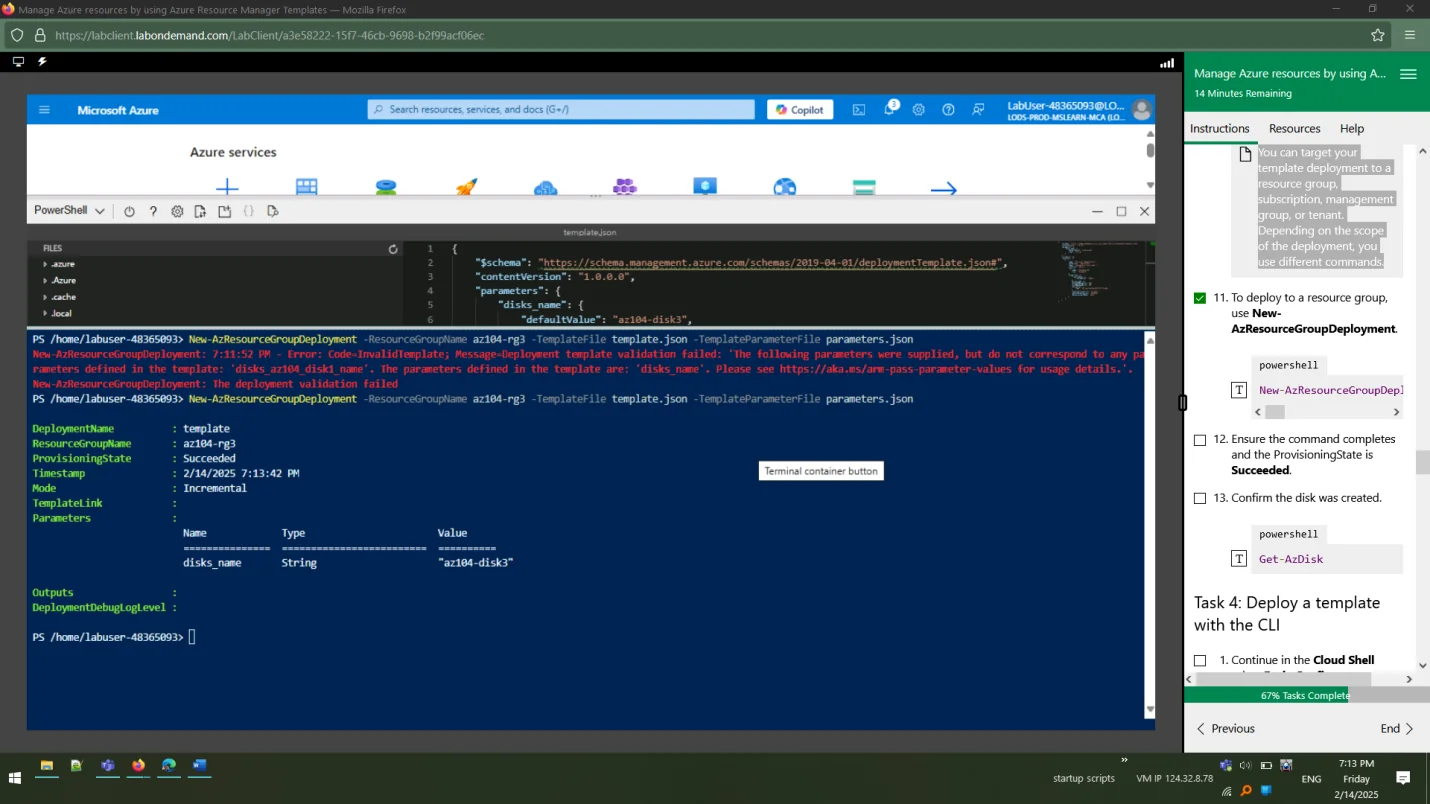 Manage Azure resources by using Azure Resource Manager Templates — Mozilla Firefox
https://labclient.labondemand.com/LabClient/a3e58222-15f7-46cb-9698-b2f99acf06ec
Microsoft Azure
Search resources, services, and docs (G+/)
Copilot
3
LabUser-48365093@LO...
LODS-PROD-MSLEARN-MCA (LO...
Azure services
PowerShell
template.json
FILES
.azure
.Azure
.cache
.local
1 {
2 "$schema": "https://schema.management.azure.com/schemas/2019-04-01/deploymentTemplate.json#",
3 "contentVersion": "1.0.0.0",
4 "parameters": {
5 "disks_name": {
6 "defaultValue": "az104-disk3",
PS /home/labuser-48365093> New-AzResourceGroupDeployment -ResourceGroupName az104-rg3 -TemplateFile template.json -TemplateParameterFile parameters.json
New-AzResourceGroupDeployment: 7:11:52 PM - Error: Code=InvalidTemplate; Message=Deployment template validation failed: 'The following parameters were supplied, but do not correspond to any pa
rameters defined in the template: 'disks_az104_disk1_name'. The parameters defined in the template are: 'disks_name'. Please see https://aka.ms/arm-pass-parameter-values for usage details.'.
New-AzResourceGroupDeployment: The deployment validation failed
PS /home/labuser-48365093> New-AzResourceGroupDeployment -ResourceGroupName az104-rg3 -TemplateFile template.json -TemplateParameterFile parameters.json
DeploymentName : template
ResourceGroupName : az104-rg3
ProvisioningState : Succeeded
Timestamp : 2/14/2025 7:13:42 PM
Mode : Incremental
TemplateLink :
Parameters :
Name Type Value
=============== ========================= ==========
disks_name String "az104-disk3"
Outputs :
DeploymentDebugLogLevel :
PS /home/labuser-48365093>
Terminal container button
Manage Azure resources by using A...
14 Minutes Remaining
Instructions Resources Help
You can target your
template deployment to a
resource group,
subscription, management
group, or tenant.
Depending on the scope
of the deployment, you
use different commands.
11. To deploy to a resource group,
use New-
AzResourceGroupDeployment.
powershell
T New-AzResourceGroupDepl
12. Ensure the command completes
and the ProvisioningState is
Succeeded.
13. Confirm the disk was created.
powershell
T Get-AzDisk
Task 4: Deploy a template
with the CLI
1. Continue in the Cloud Shell
67% Tasks Complete
Previous End
startup scripts
VM IP 124.32.8.78
ENG
7:13 PM
Friday
2/14/2025